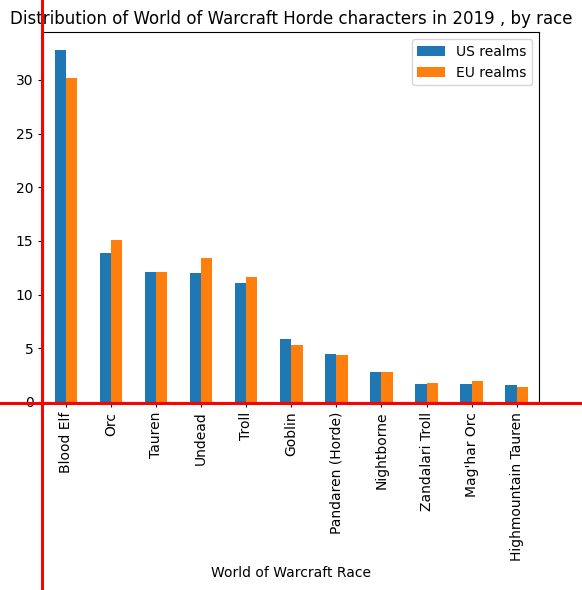 Distribution of World of Warcraft Horde characters in 2019 , by race
US realms
EU realms
30
25
20
15
10
5
0
Blood Elf
Orc
Tauren
Undead
Troll
Goblin
Pandaren (Horde)
Nightborne
Zandalari Troll
Mag'har Orc
Highmountain Tauren
World of Warcraft Race